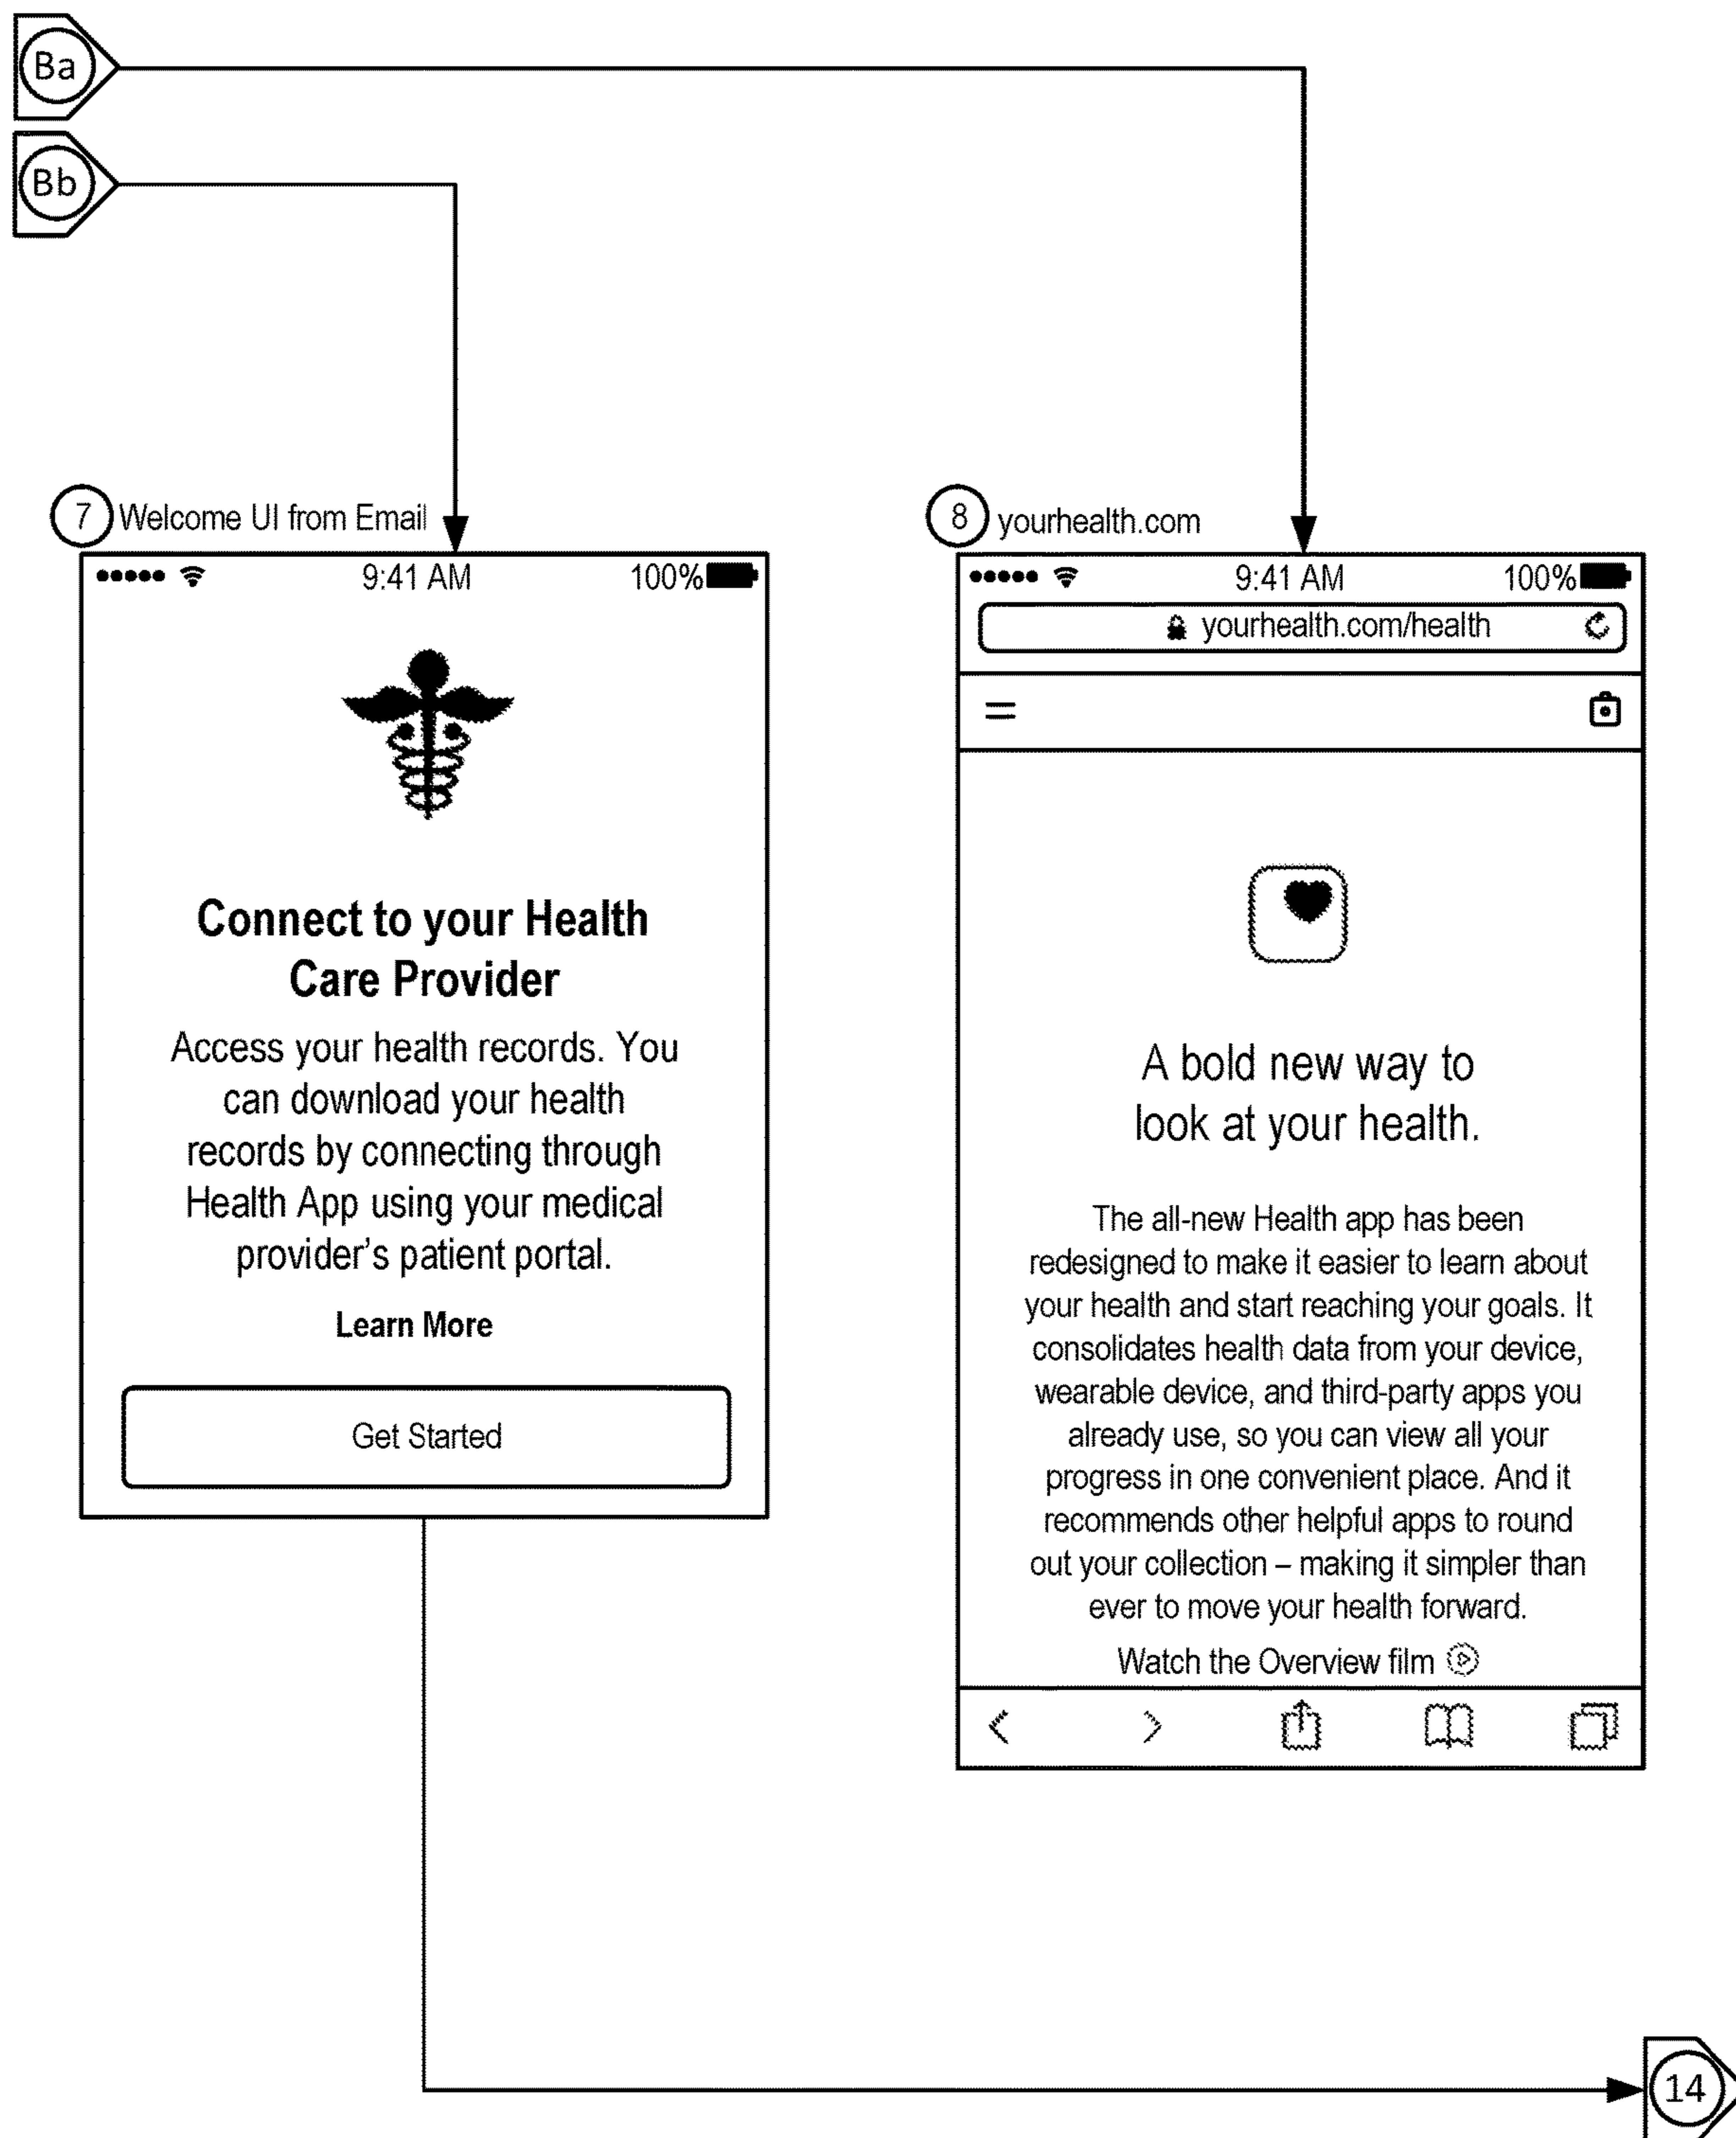 Ba
Bb
7 Welcome UI from Email
9:41 AM 100%
Connect to your Health
Care Provider
Access your health records. You
can download your health
records by connecting through
Health App using your medical
provider's patient portal.
Learn More
Get Started
8 yourhealth.com
9:41 AM 100%
yourhealth.com/health
A bold new way to
look at your health.
The all-new Health app has been
redesigned to make it easier to learn about
your health and start reaching your goals. It
consolidates health data from your device,
wearable device, and third-party apps you
already use, so you can view all your
progress in one convenient place. And it
recommends other helpful apps to round
out your collection – making it simpler than
ever to move your health forward.
Watch the Overview film
14